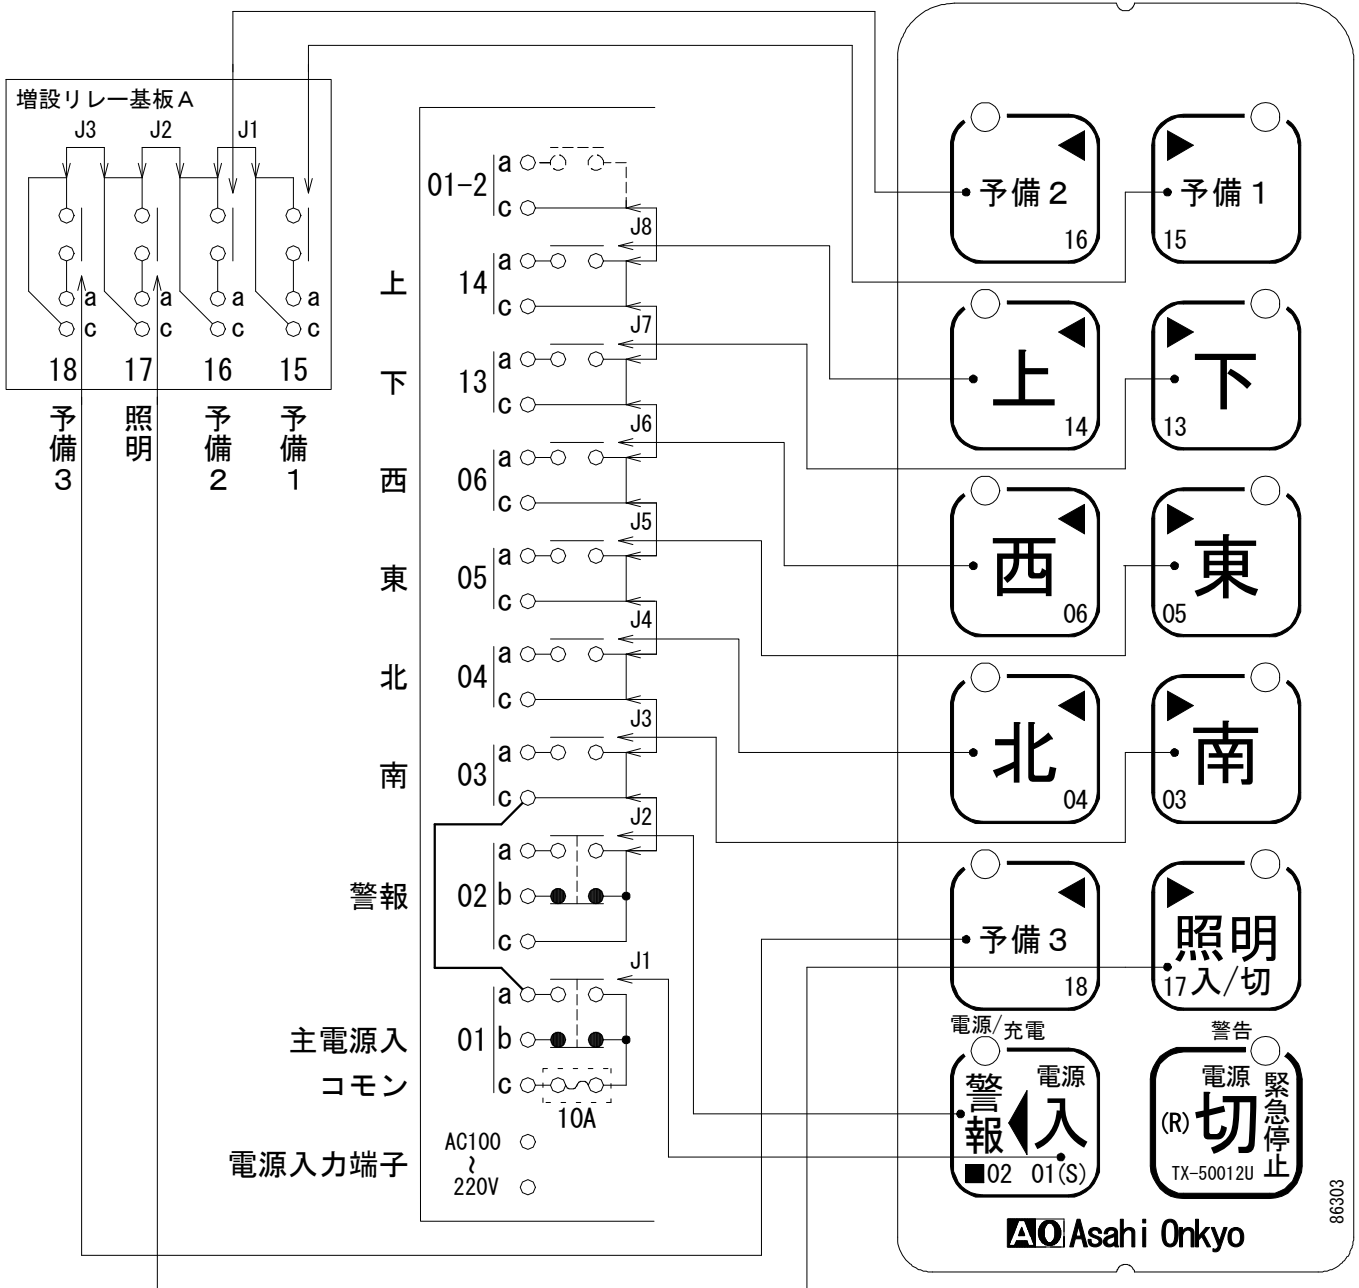 増設リレー基板A
J3 J2 J1
a a a a
c c c c
18 17 16 15
予備3
照明
予備2
予備1
01-2 a
c
J8
上 14 a
c
J7
下 13 a
c
J6
西 06 a
c
J5
東 05 a
c
J4
北 04 a
c
J3
南 03 a
c
J2
警報 02 a
b
c
J1
主電源入 01 a
b
コモン c
10A
電源入力端子 AC100
~
220V
予備2
16
予備1
15
上
14
下
13
西
06
東
05
北
04
南
03
予備3
18
照明
17 入/切
電源/充電
警報
電源
入
■02 01(S)
警告
電源
(R) 切
緊急停止
TX-50012U
AO Asahi Onkyo
86303